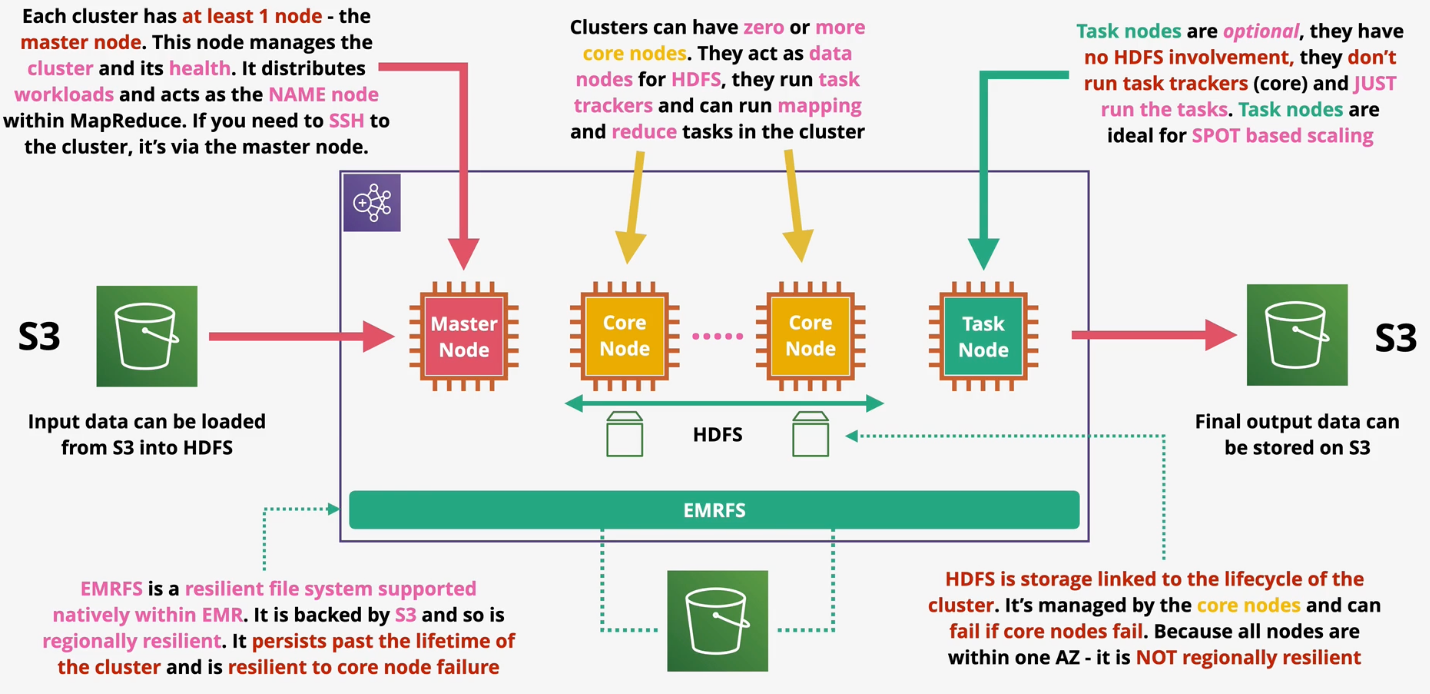 Each cluster has at least 1 node - the
master node. This node manages the
cluster and its health. It distributes
workloads and acts as the NAME node
within MapReduce. If you need to SSH to
the cluster, it's via the master node.
Clusters can have zero or more
core nodes. They act as data
nodes for HDFS, they run task
trackers and can run mapping
and reduce tasks in the cluster
Task nodes are optional, they have
no HDFS involvement, they don't
run task trackers (core) and JUST
run the tasks. Task nodes are
ideal for SPOT based scaling
S3
Input data can be loaded
from S3 into HDFS
Master
Node
Core
Node
Core
Node
Task
Node
HDFS
S3
Final output data can
be stored on S3
EMRFS
EMRFS is a resilient file system supported
natively within EMR. It is backed by S3 and so is
regionally resilient. It persists past the lifetime of
the cluster and is resilient to core node failure
HDFS is storage linked to the lifecycle of the
cluster. It's managed by the core nodes and can
fail if core nodes fail. Because all nodes are
within one AZ - it is NOT regionally resilient